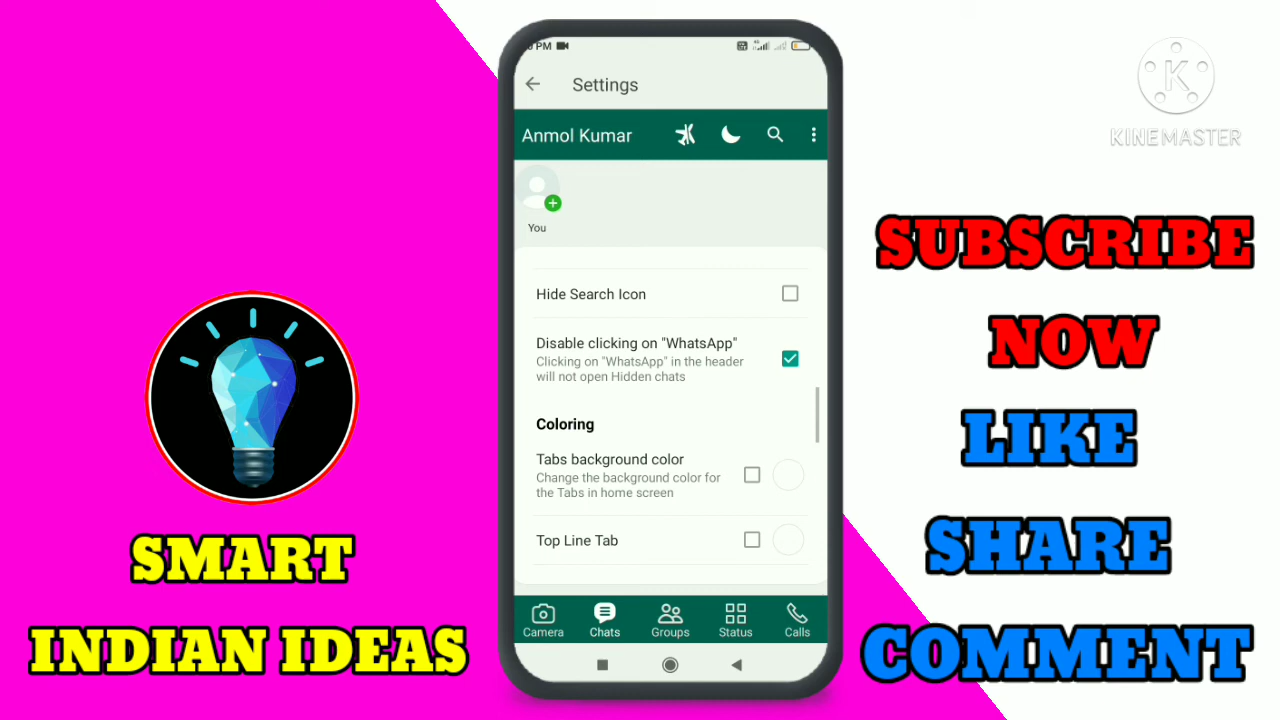 PM
Settings
Anmol Kumar
You
Hide Search Icon
Disable clicking on "WhatsApp"
Clicking on "WhatsApp" in the header
will not open Hidden chats
Coloring
Tabs background color
Change the background color for
the Tabs in home screen
Top Line Tab
Camera
Chats
Groups
Status
Calls
SMART
INDIAN IDEAS
K
KINEMASTER
SUBSCRIBE
NOW
LIKE
SHARE
COMMENT